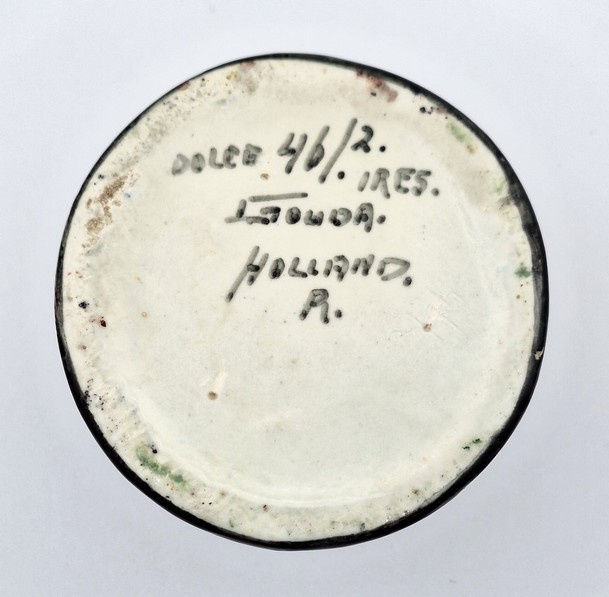 DOLCE 46/2.
IRES.
GOUDA.
HOLLAND.
R.